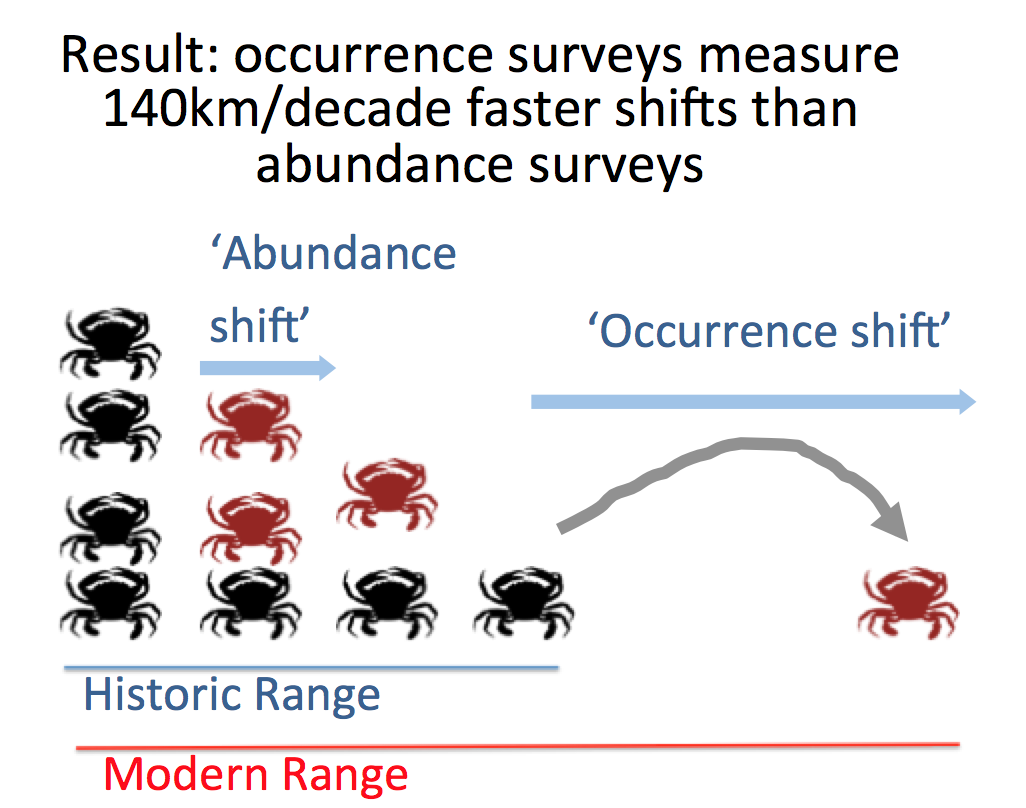 Result: occurrence surveys measure
140km/decade faster shifts than
abundance surveys
‘Abundance
shift’
‘Occurrence shift’
Historic Range
Modern Range